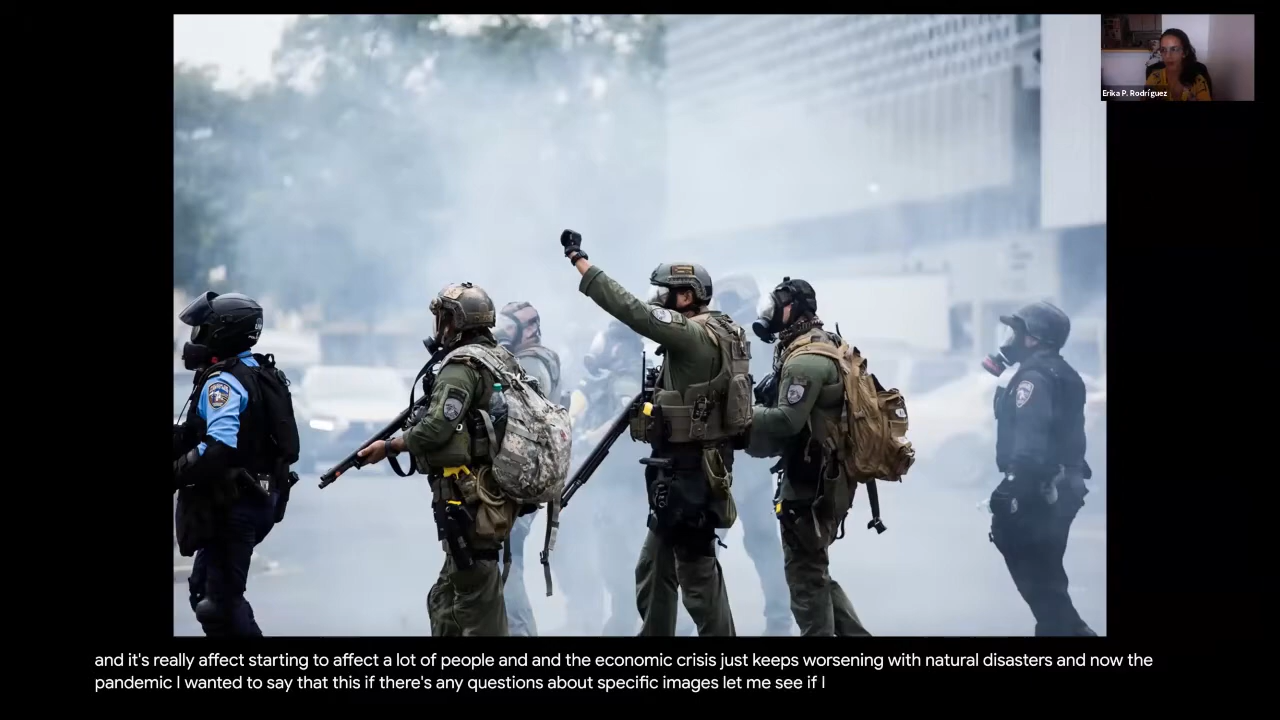 Erika P. Rodríguez
and it's really affect starting to affect a lot of people and and the economic crisis just keeps worsening with natural disasters and now the
pandemic I wanted to say that this if there's any questions about specific images let me see if I